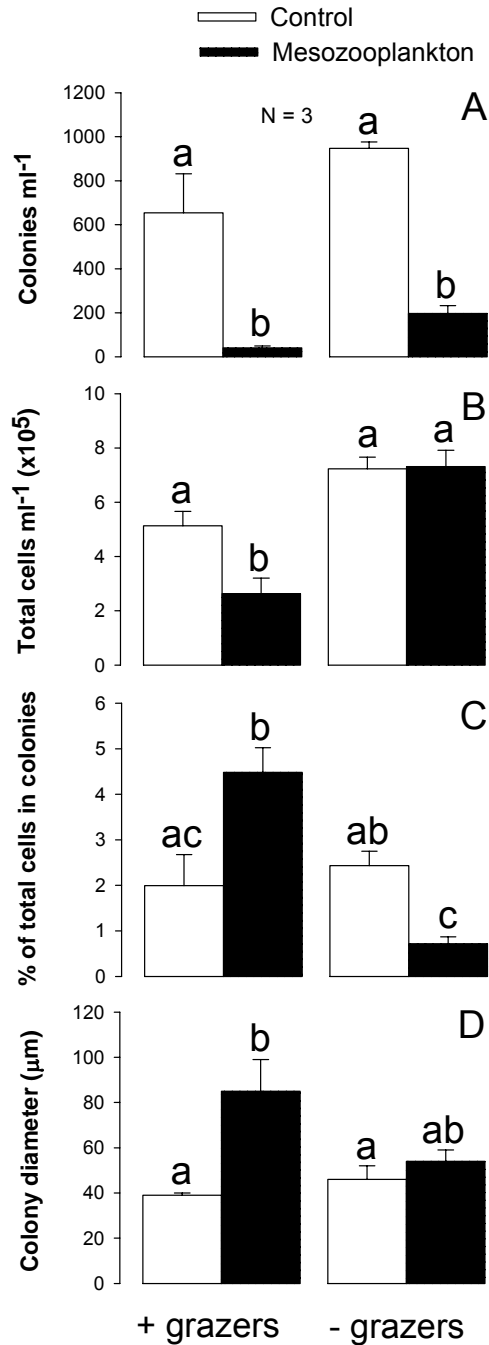 Control
Mesozooplankton
A
N = 3
Colonies ml-1
1200
1000
800
600
400
200
0
a
b
a
b
B
Total cells ml-1 (x10⁵)
10
8
6
4
2
0
a
b
a
a
C
% of total cells in colonies
6
5
4
3
2
1
0
ac
b
ab
c
D
Colony diameter (μm)
120
100
80
60
40
20
0
a
b
a
ab
+ grazers
- grazers